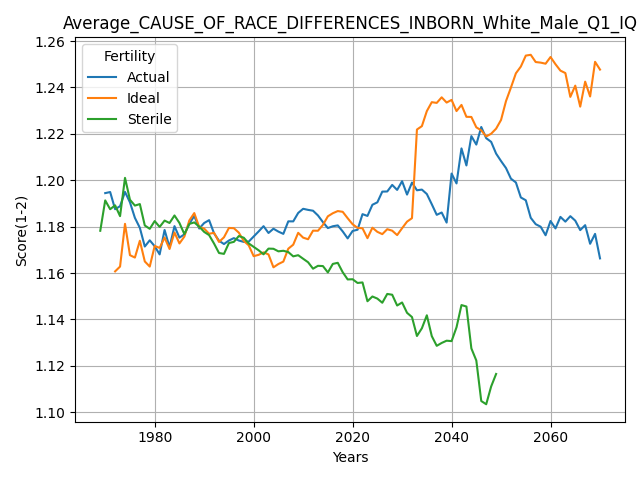 Average_CAUSE_OF_RACE_DIFFERENCES_INBORN_White_Male_Q1_IQ
1.26
1.24
1.22
1.20
1.18
1.16
1.14
1.12
1.10
Score(1-2)
Fertility
Actual
Ideal
Sterile
1980
2000
2020
2040
2060
Years